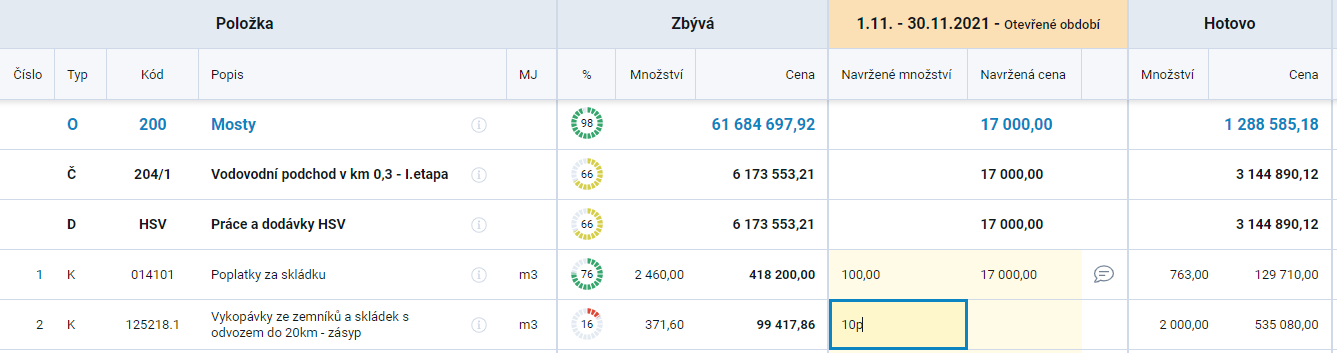 Položka Zbývá 1.11. - 30.11.2021 - Otevřené období Hotovo
Číslo Typ Kód Popis MJ % Množství Cena Navržené množství Navržená cena Množství Cena
O 200 Mosty 98 61 684 697,92 17 000,00 1 288 585,18
Č 204/1 Vodovodní podchod v km 0,3 - I.etapa 66 6 173 553,21 17 000,00 3 144 890,12
D HSV Práce a dodávky HSV 66 6 173 553,21 17 000,00 3 144 890,12
1 K 014101 Poplatky za skládku m3 76 2 460,00 418 200,00 100,00 17 000,00 763,00 129 710,00
2 K 125218.1 Vykopávky ze zemníků a skládek s
odvozem do 20km - zásyp m3 16 371,60 99 417,86 10p 2 000,00 535 080,00